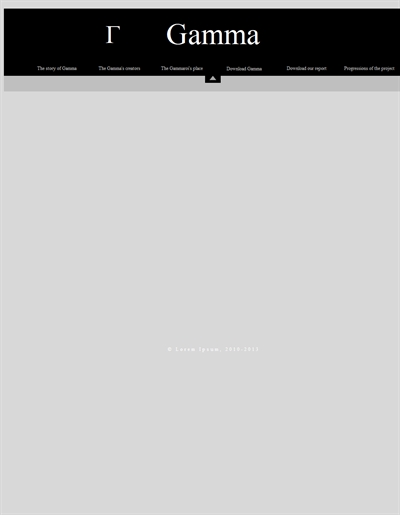 Γ Gamma
The story of Gamma The Gamma's creators The Gammarer's place Download Gamma Download our report Progressions of the project
© Lorem Ipsum, 2010-2011